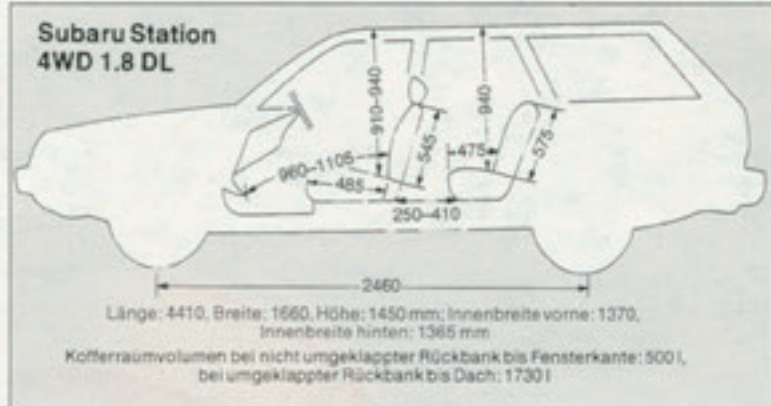 Subaru Station
4WD 1.8 DL
910–940
940
545
575
475
960–1105
485
250–410
2460
Länge: 4410, Breite: 1660, Höhe: 1450 mm; Innenbreite vorne: 1370,
Innenbreite hinten: 1365 mm
Kofferraumvolumen bei nicht umgeklappter Rückbank bis Fensterkante: 500 l,
bei umgeklappter Rückbank bis Dach: 1730 l